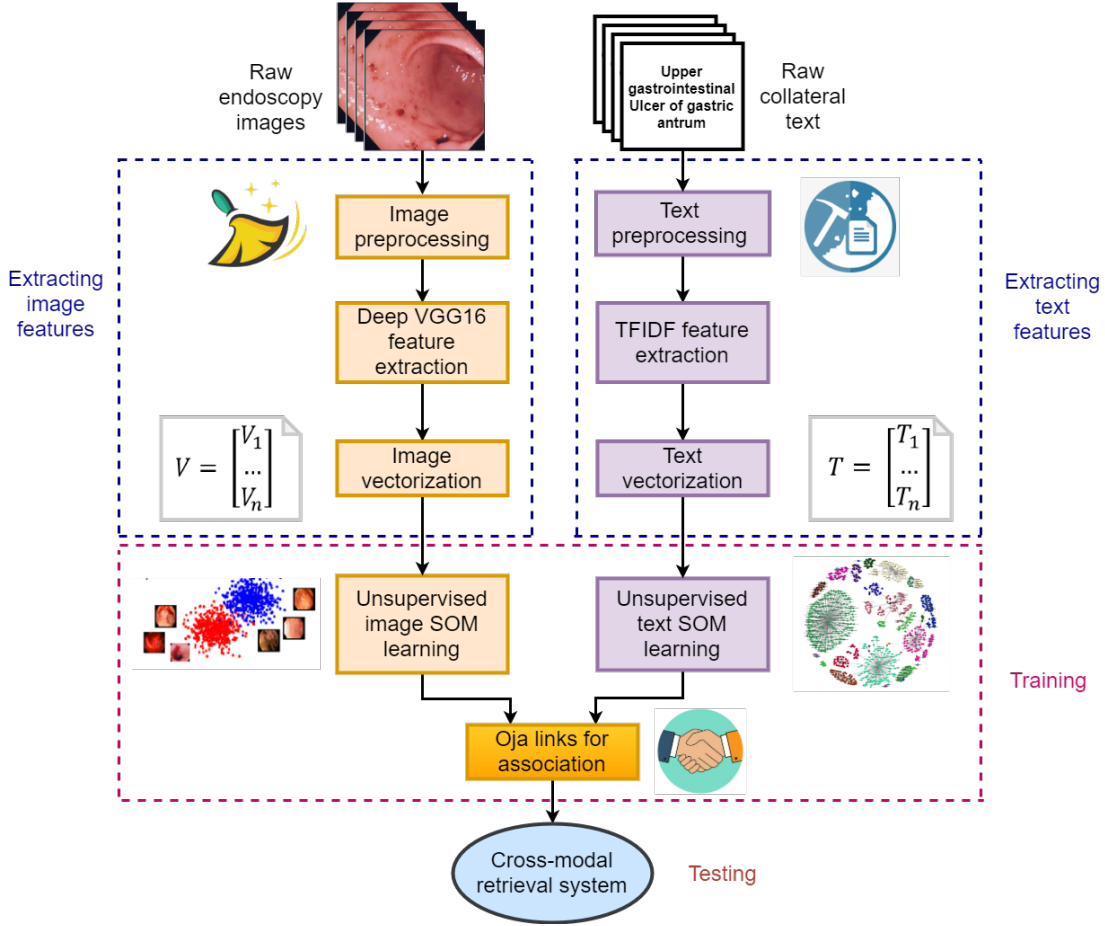 Raw
endoscopy
images
Upper
gastrointestinal
Ulcer of gastric
antrum
Raw
collateral
text
Image
preprocessing
Text
preprocessing
Extracting
image
features
Deep VGG16
feature
extraction
TFIDF feature
extraction
Extracting
text
features
V = [V₁ ... Vₙ]
Image
vectorization
Text
vectorization
T = [T₁ ... Tₙ]
Unsupervised
image SOM
learning
Unsupervised
text SOM
learning
Training
Oja links for
association
Cross-modal
retrieval system
Testing